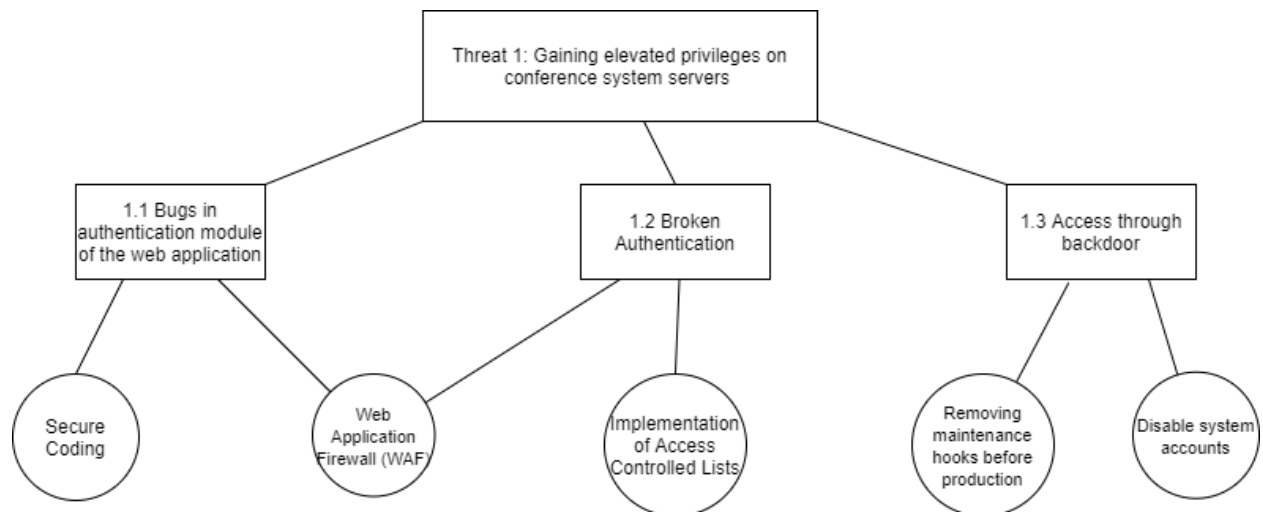 Threat 1: Gaining elevated privileges on
conference system servers
1.1 Bugs in
authentication module
of the web application
1.2 Broken
Authentication
1.3 Access through
backdoor
Secure
Coding
Web
Application
Firewall (WAF)
Implementation
of Access
Controlled Lists
Removing
maintenance
hooks before
production
Disable system
accounts